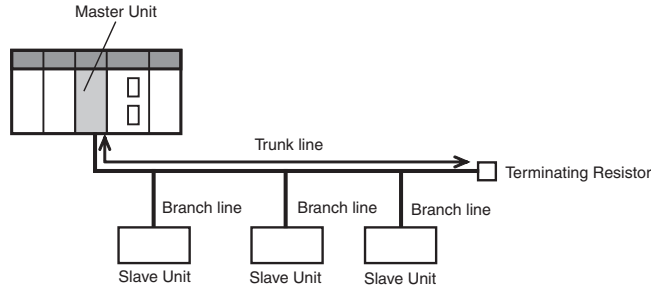 Master Unit
Trunk line
Terminating Resistor
Branch line
Branch line
Branch line
Slave Unit
Slave Unit
Slave Unit